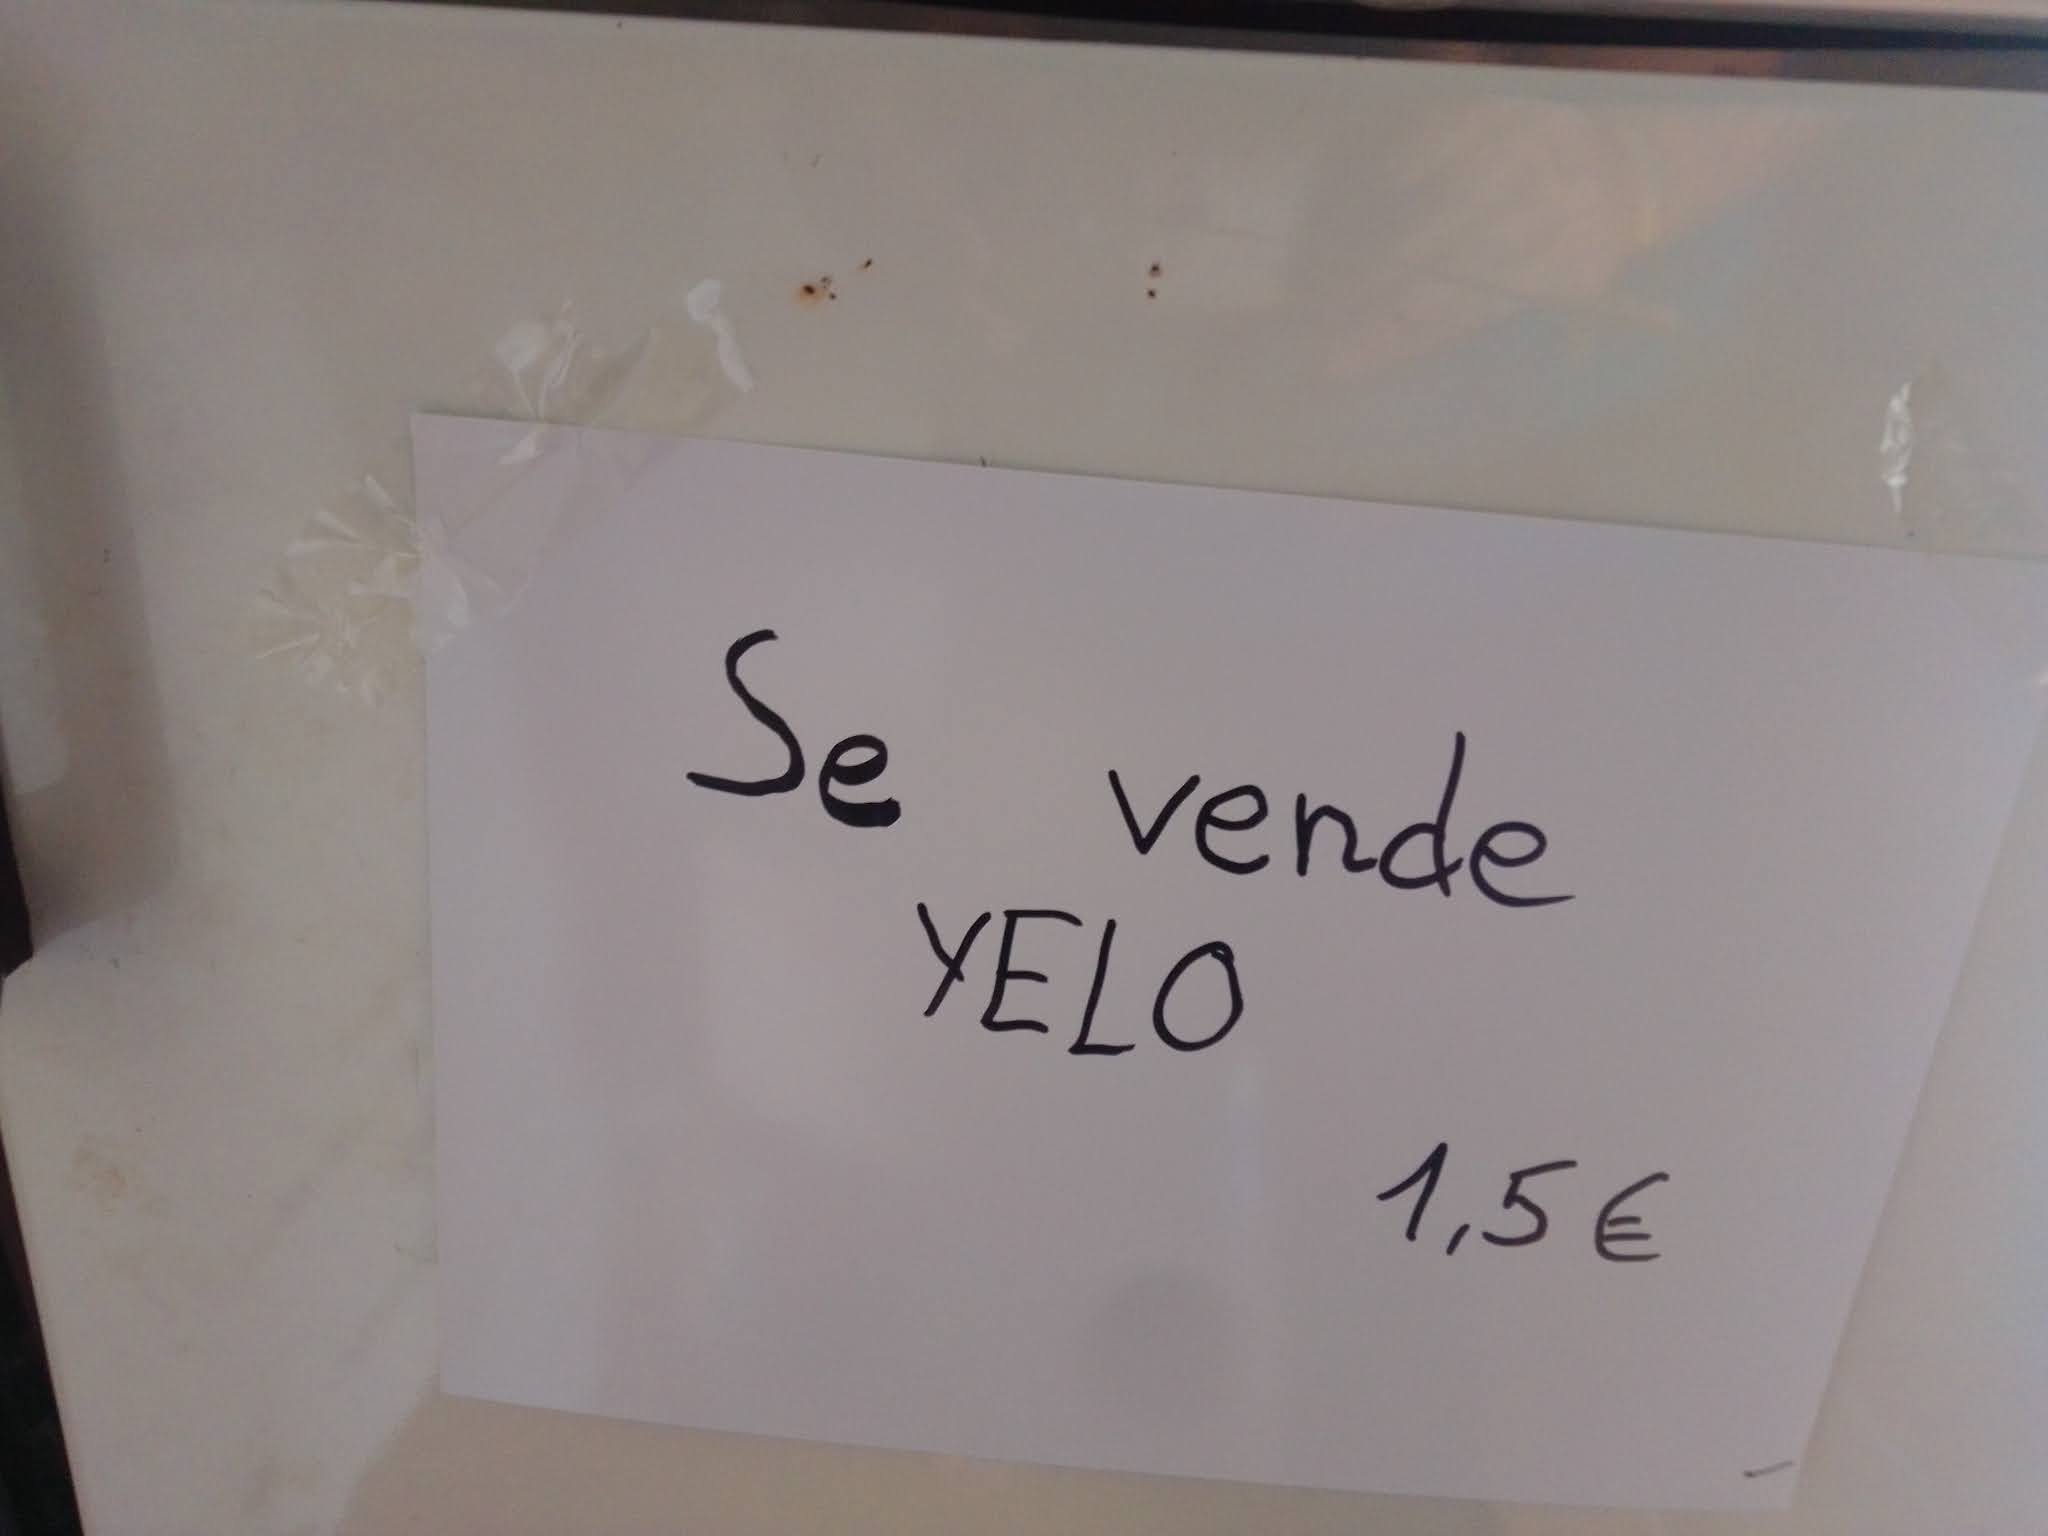 Se vende
YELO
1,5€